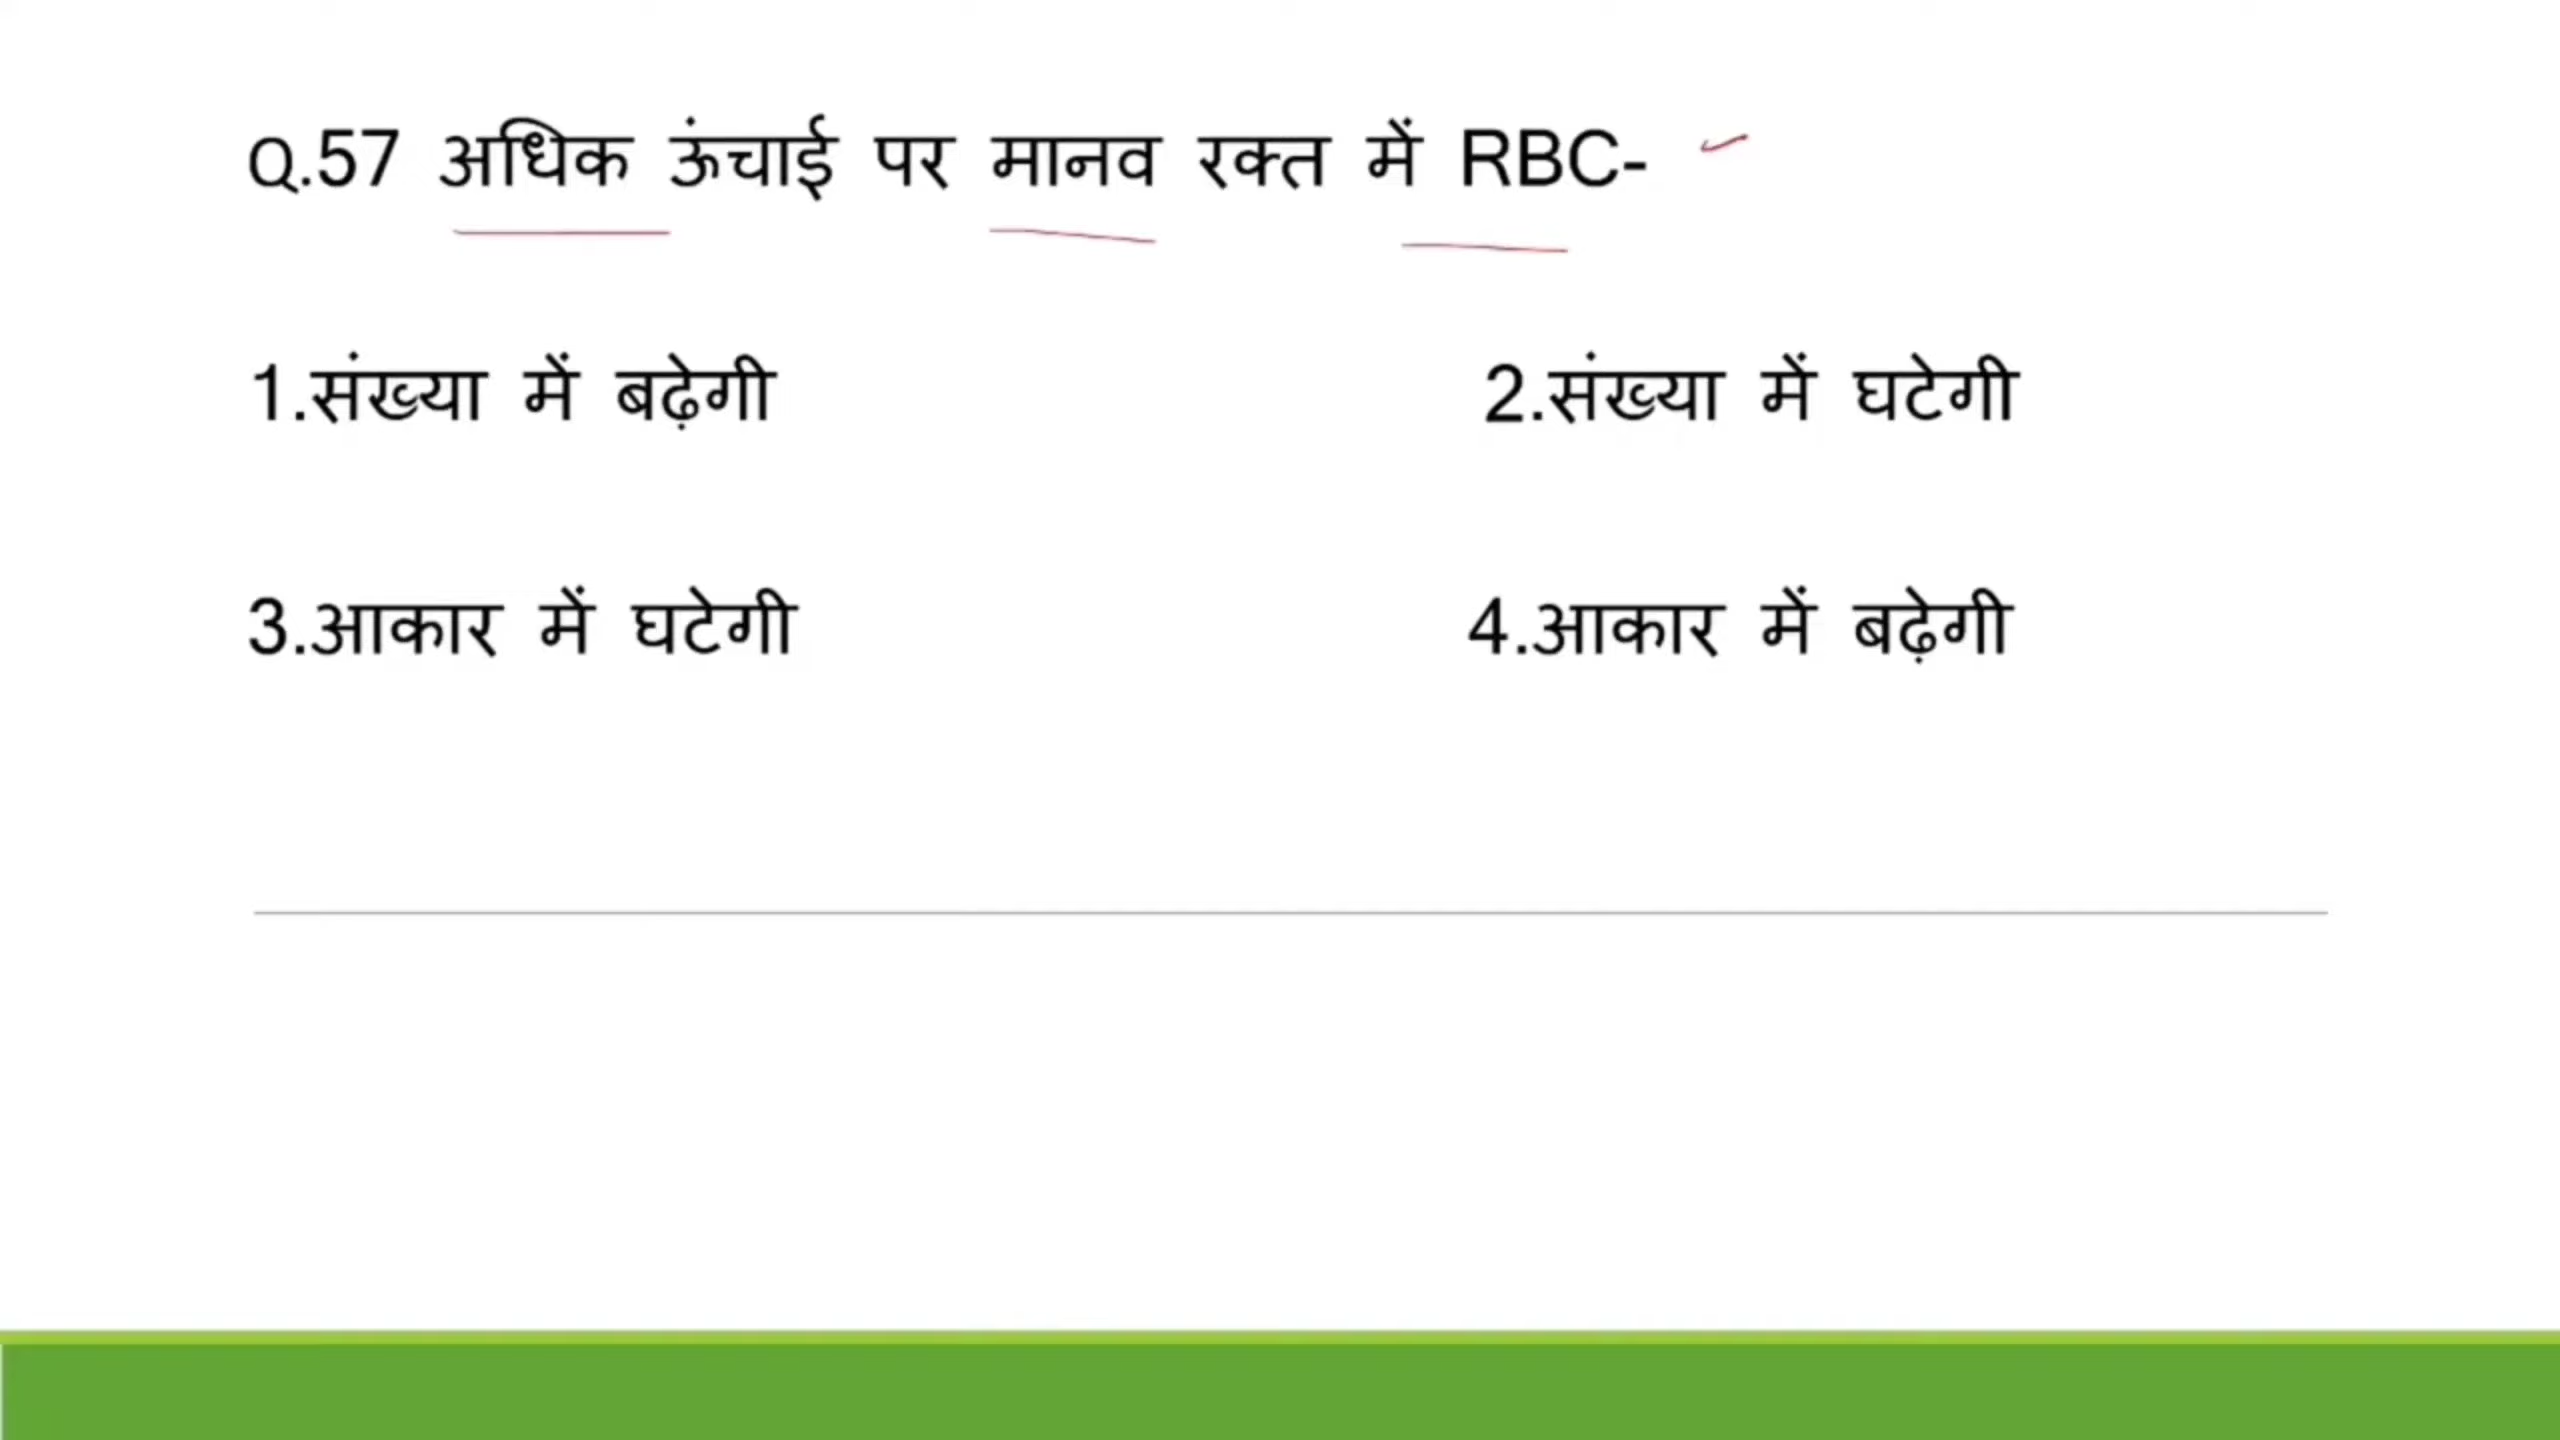 Q.57 अधिक ऊंचाई पर मानव रक्त में RBC-
1.संख्या में बढ़ेगी 2.संख्या में घटेगी
3.आकार में घटेगी 4.आकार में बढ़ेगी